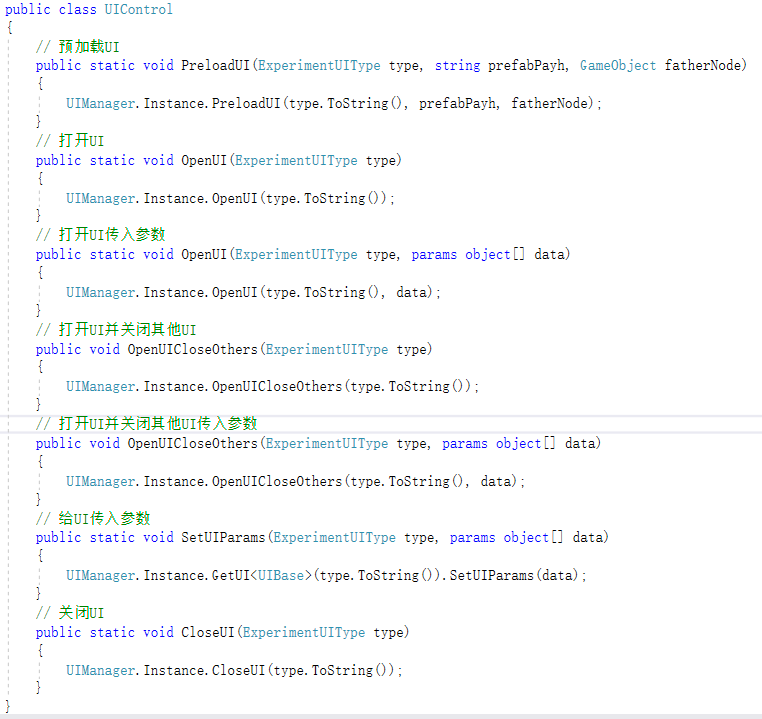 public class UIControl
{
// 预加载UI
public static void PreloadUI(ExperimentUIType type, string prefabPayh, GameObject fatherNode)
{
UIManager.Instance.PreloadUI(type.ToString(), prefabPayh, fatherNode);
}
// 打开UI
public static void OpenUI(ExperimentUIType type)
{
UIManager.Instance.OpenUI(type.ToString());
}
// 打开UI传入参数
public static void OpenUI(ExperimentUIType type, params object[] data)
{
UIManager.Instance.OpenUI(type.ToString(), data);
}
// 打开UI并关闭其他UI
public void OpenUICloseOthers(ExperimentUIType type)
{
UIManager.Instance.OpenUICloseOthers(type.ToString());
}
// 打开UI并关闭其他UI传入参数
public void OpenUICloseOthers(ExperimentUIType type, params object[] data)
{
UIManager.Instance.OpenUICloseOthers(type.ToString(), data);
}
// 给UI传入参数
public static void SetUIParams(ExperimentUIType type, params object[] data)
{
UIManager.Instance.GetUI<UIBase>(type.ToString()).SetUIParams(data);
}
// 关闭UI
public static void CloseUI(ExperimentUIType type)
{
UIManager.Instance.CloseUI(type.ToString());
}
}